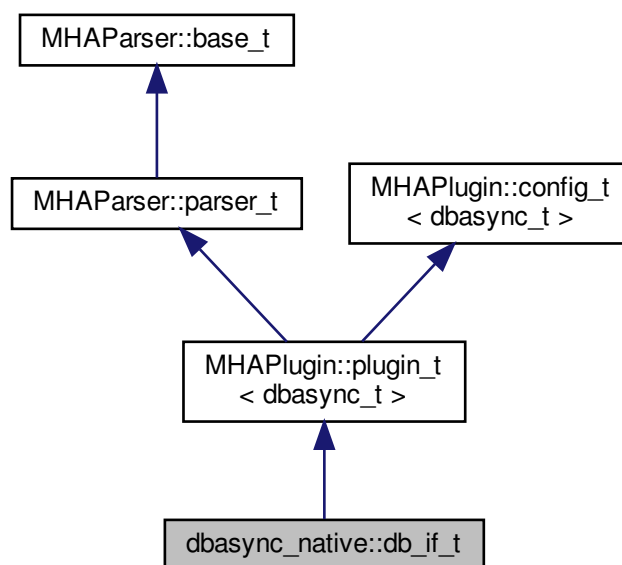 MHAParser::base_t
MHAParser::parser_t
MHAPlugin::config_t
< dbasync_t >
MHAPlugin::plugin_t
< dbasync_t >
dbasync_native::db_if_t